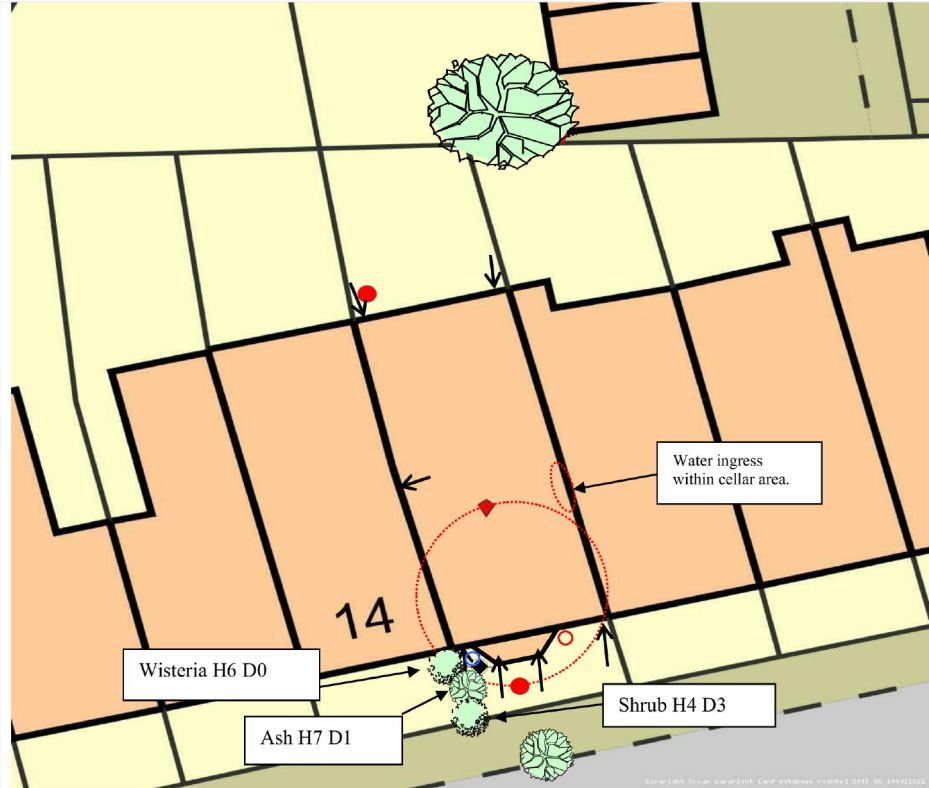 Water ingress
within cellar area.
14
Wisteria H6 D0
Shrub H4 D3
Ash H7 D1